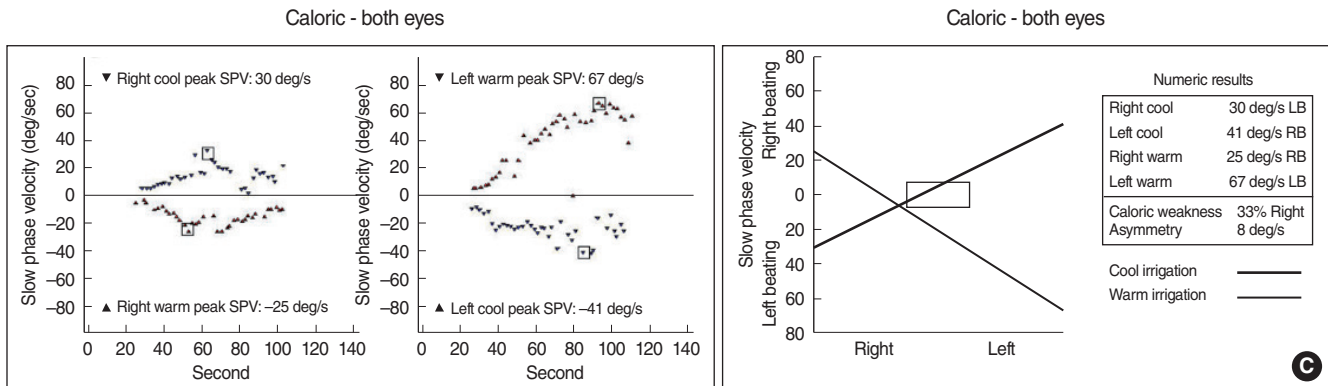 Caloric - both eyes
Slow phase velocity (deg/sec)
80
60
40
20
0
–20
–40
–60
–80
▼ Right cool peak SPV: 30 deg/s
▲ Right warm peak SPV: –25 deg/s
0 20 40 60 80 100 120 140
Second
Slow phase velocity (deg/sec)
80
60
40
20
0
–20
–40
–60
–80
▼ Left warm peak SPV: 67 deg/s
▲ Left cool peak SPV: –41 deg/s
0 20 40 60 80 100 120 140
Second
Caloric - both eyes
Slow phase velocity
Right beating
Left beating
80
60
40
20
0
20
40
60
80
Right Left
Numeric results
Right cool 30 deg/s LB
Left cool 41 deg/s RB
Right warm 25 deg/s RB
Left warm 67 deg/s LB
Caloric weakness 33% Right
Asymmetry 8 deg/s
Cool irrigation
Warm irrigation
C